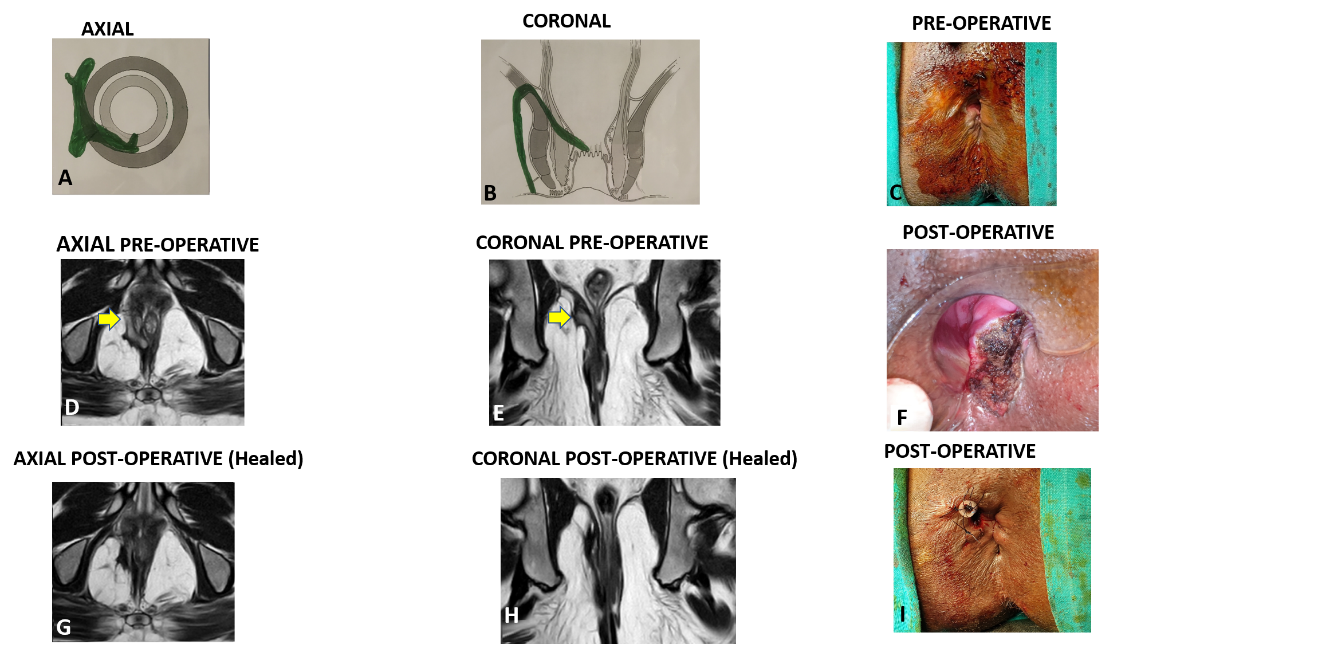 AXIAL
CORONAL
PRE-OPERATIVE
A
B
C
AXIAL PRE-OPERATIVE
CORONAL PRE-OPERATIVE
POST-OPERATIVE
D
E
F
AXIAL POST-OPERATIVE (Healed)
CORONAL POST-OPERATIVE (Healed)
POST-OPERATIVE
G
H
I